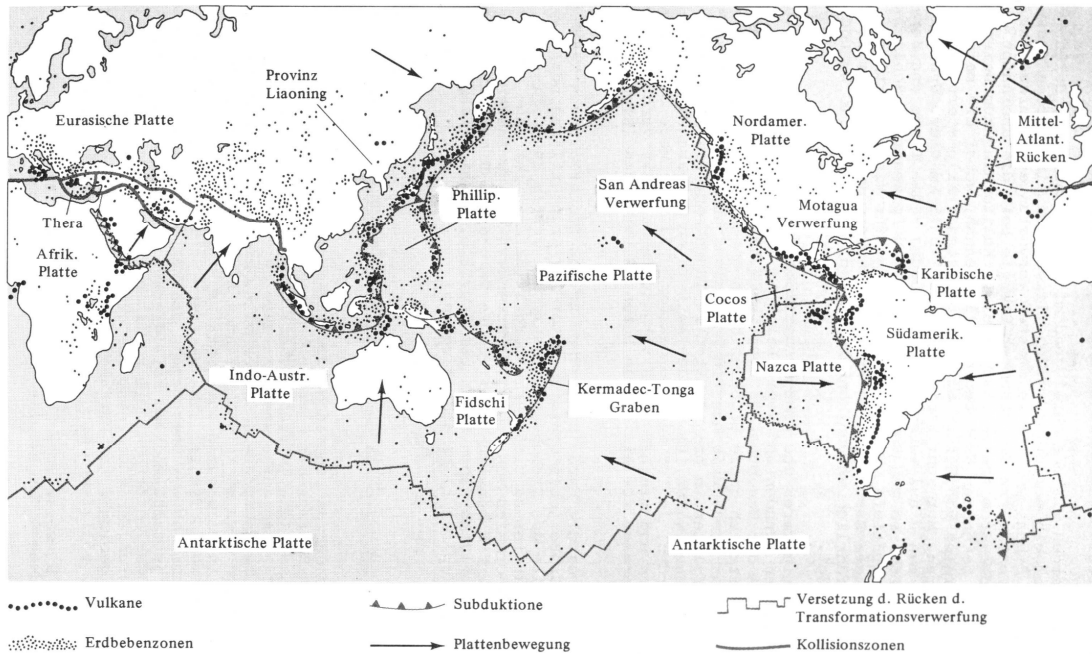 Provinz
Liaoning
Eurasische Platte
Thera
Afrik.
Platte
Phillip.
Platte
Indo-Austr.
Platte
Fidschi
Platte
Kermadec-Tonga
Graben
Pazifische Platte
San Andreas
Verwerfung
Nordamer.
Platte
Motagua
Verwerfung
Mittel-
Atlant.
Rücken
Cocos
Platte
Karibische
Platte
Südamerik.
Platte
Nazca Platte
Antarktische Platte
Antarktische Platte
Vulkane
Erdbebenzonen
Subduktione
Plattenbewegung
Versetzung d. Rücken d.
Transformationsverwerfung
Kollisionszonen